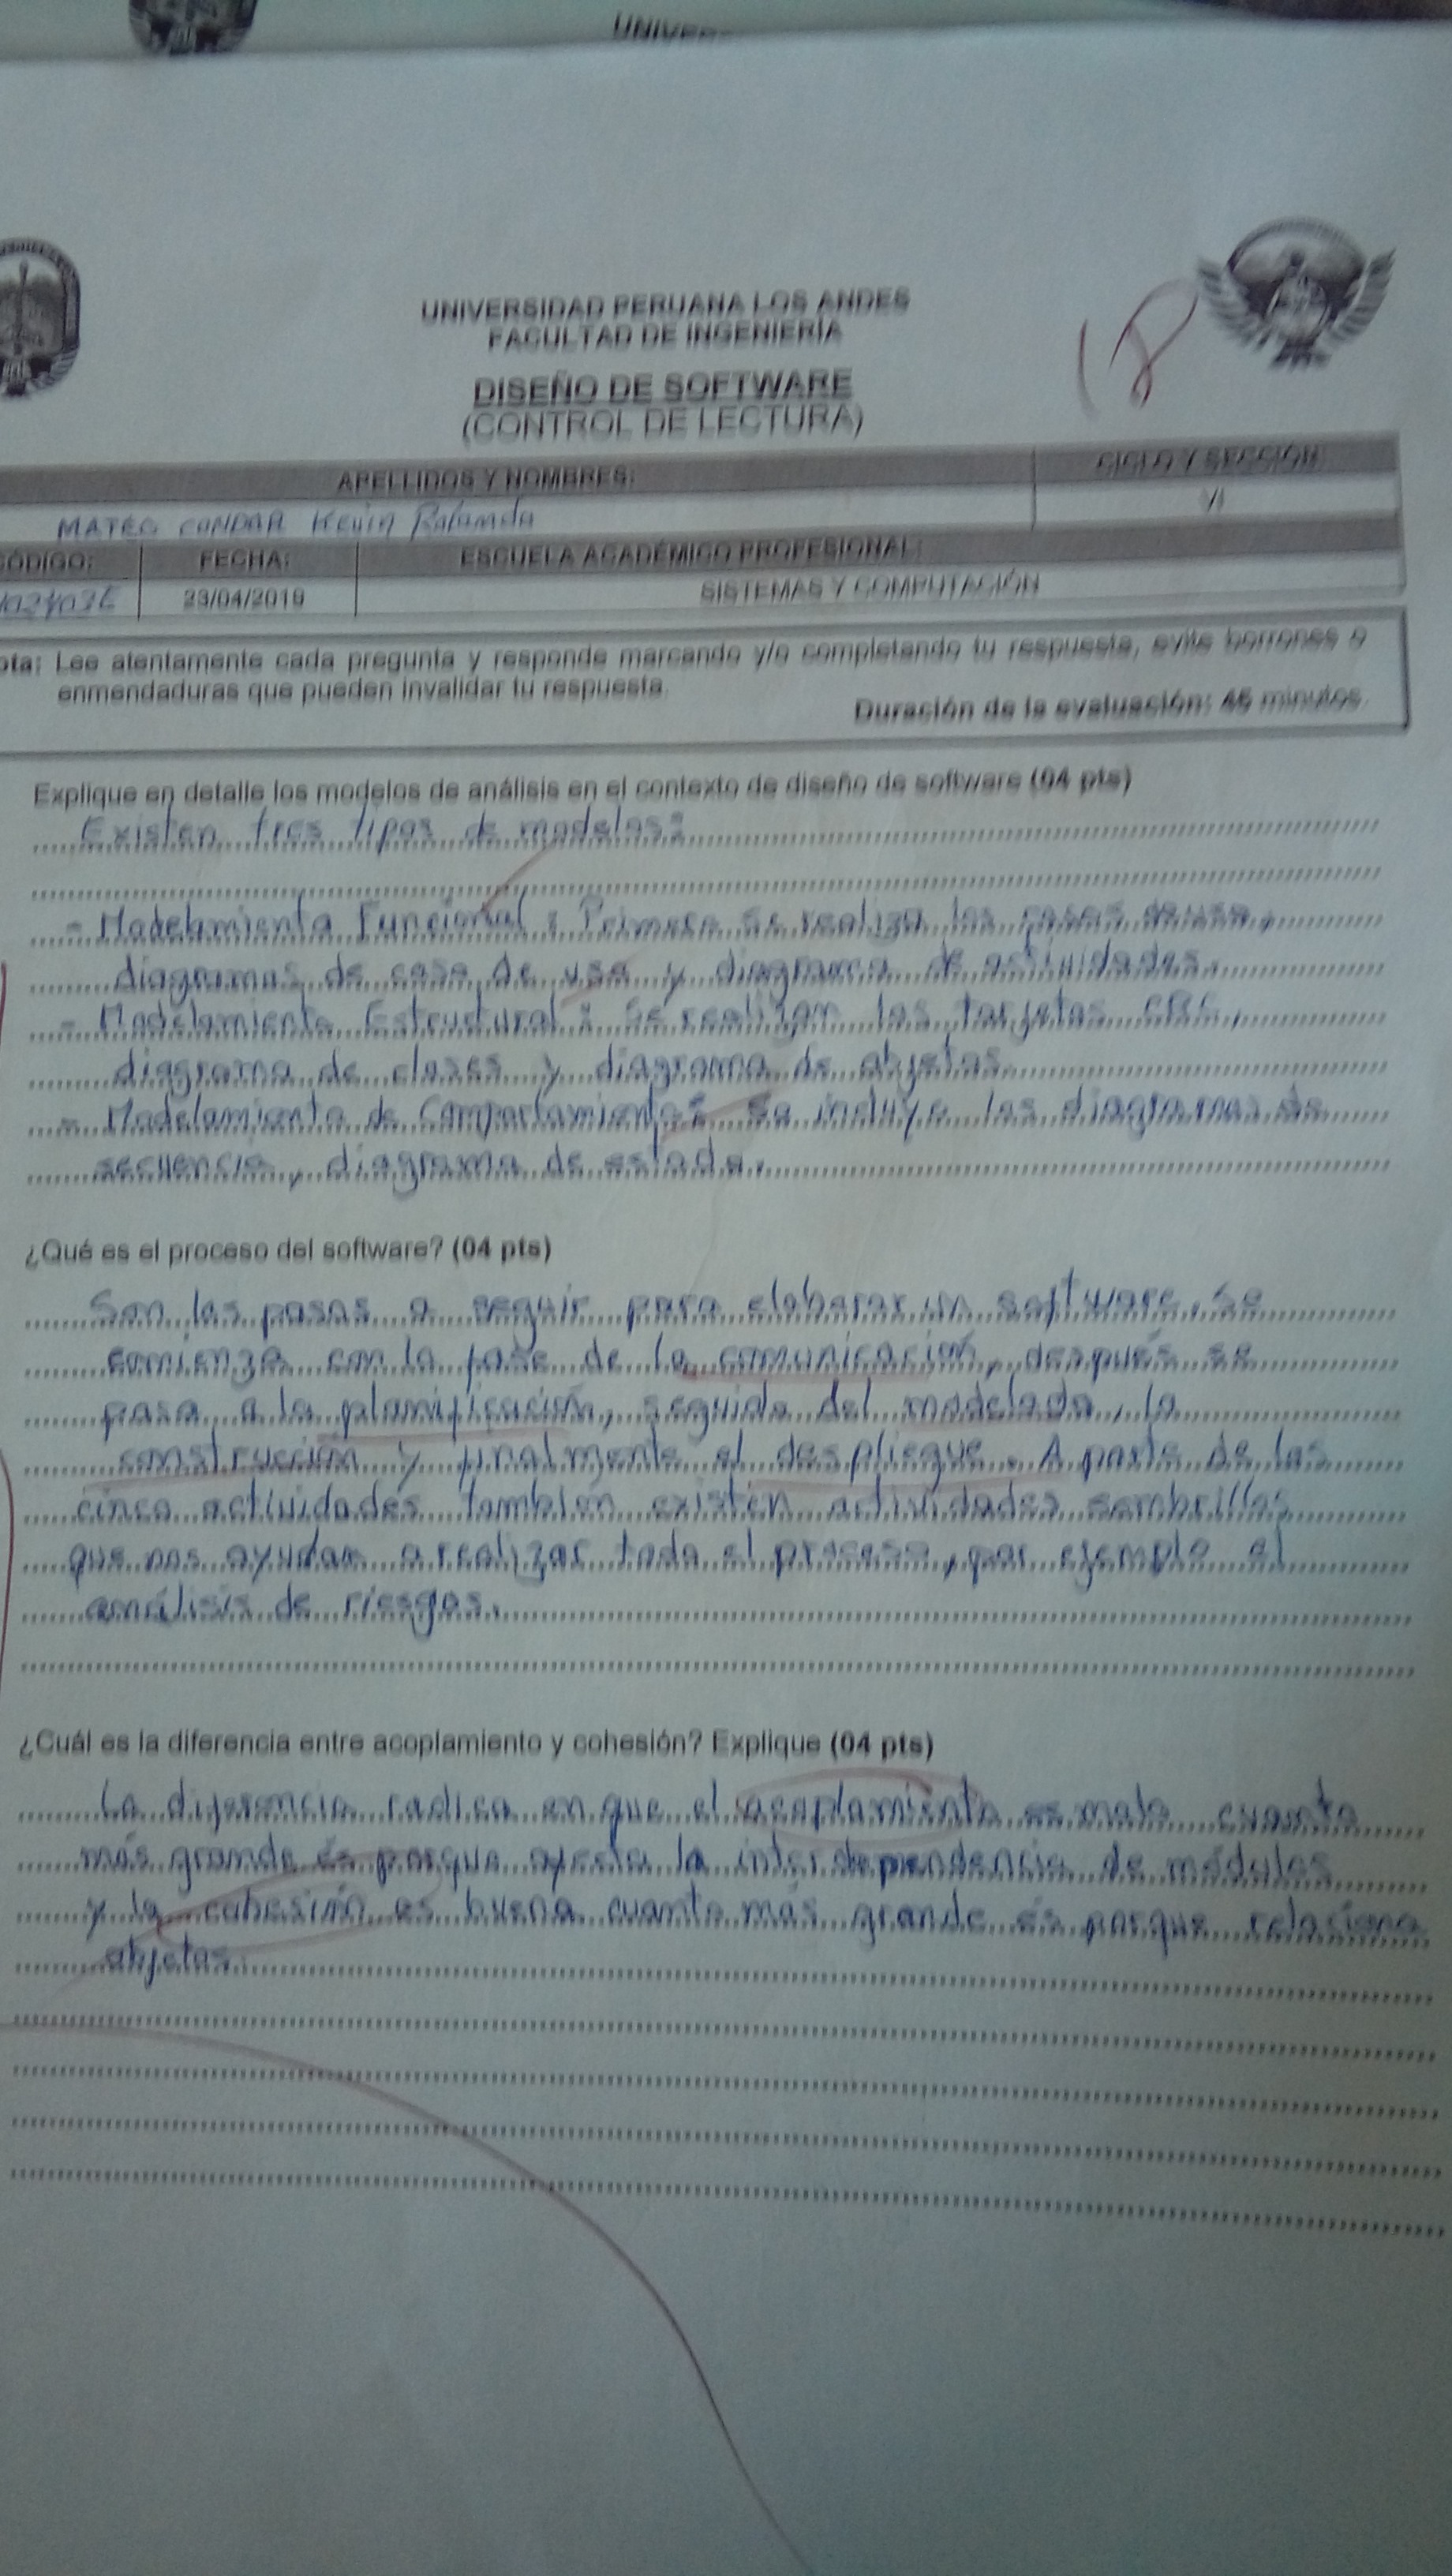 UNIVER
UNIVERSIDAD PERUANA LOS ANDES
FACULTAD DE INGENIERÍA
18
DISEÑO DE SOFTWARE
(CONTROL DE LECTURA)
APELLIDOS Y NOMBRES:
CICLO Y SECCIÓN
MATEO CONDOR Kevin Rolando
VI
CÓDIGO:
FECHA:
ESCUELA ACADÉMICO PROFESIONAL:
23/04/2019
SISTEMAS Y COMPUTACIÓN
ota: Lee atentamente cada pregunta y responde marcando y/o completando tu respuesta, evite borrones o
enmendaduras que pueden invalidar tu respuesta.
Duración de la evaluación: 45 minutos.
Explique en detalle los modelos de análisis en el contexto de diseño de software (04 pts)
Existen tres tipos de modelos:
- Modelamiento Funcional : Primero se realiza los casos de uso,
diagramas de caso de uso y diagrama de actividades.
- Modelamiento Estructural : Se realizan las tarjetas CRC,
diagrama de clases y diagrama de objetos.
- Modelamiento de Comportamiento: se incluye los diagramas de
secuencia, diagrama de estado.
¿Qué es el proceso del software? (04 pts)
Son los pasos a seguir para elaborar un software, se
comienza con la fase de la comunicación, después se
pasa a la planificación, seguido del modelado, la
construcción y finalmente el despliegue. A parte de las
cinco actividades también existen actividades sombrillas
que nos ayudan a realizar todo el proceso, por ejemplo el
análisis de riesgos.
¿Cuál es la diferencia entre acoplamiento y cohesión? Explique (04 pts)
La diferencia radica en que el acoplamiento es malo cuanto
más grande és porque afecta la interdependencia de módulos
y la cohesión es buena cuanto más grande és porque relaciona
objetos.